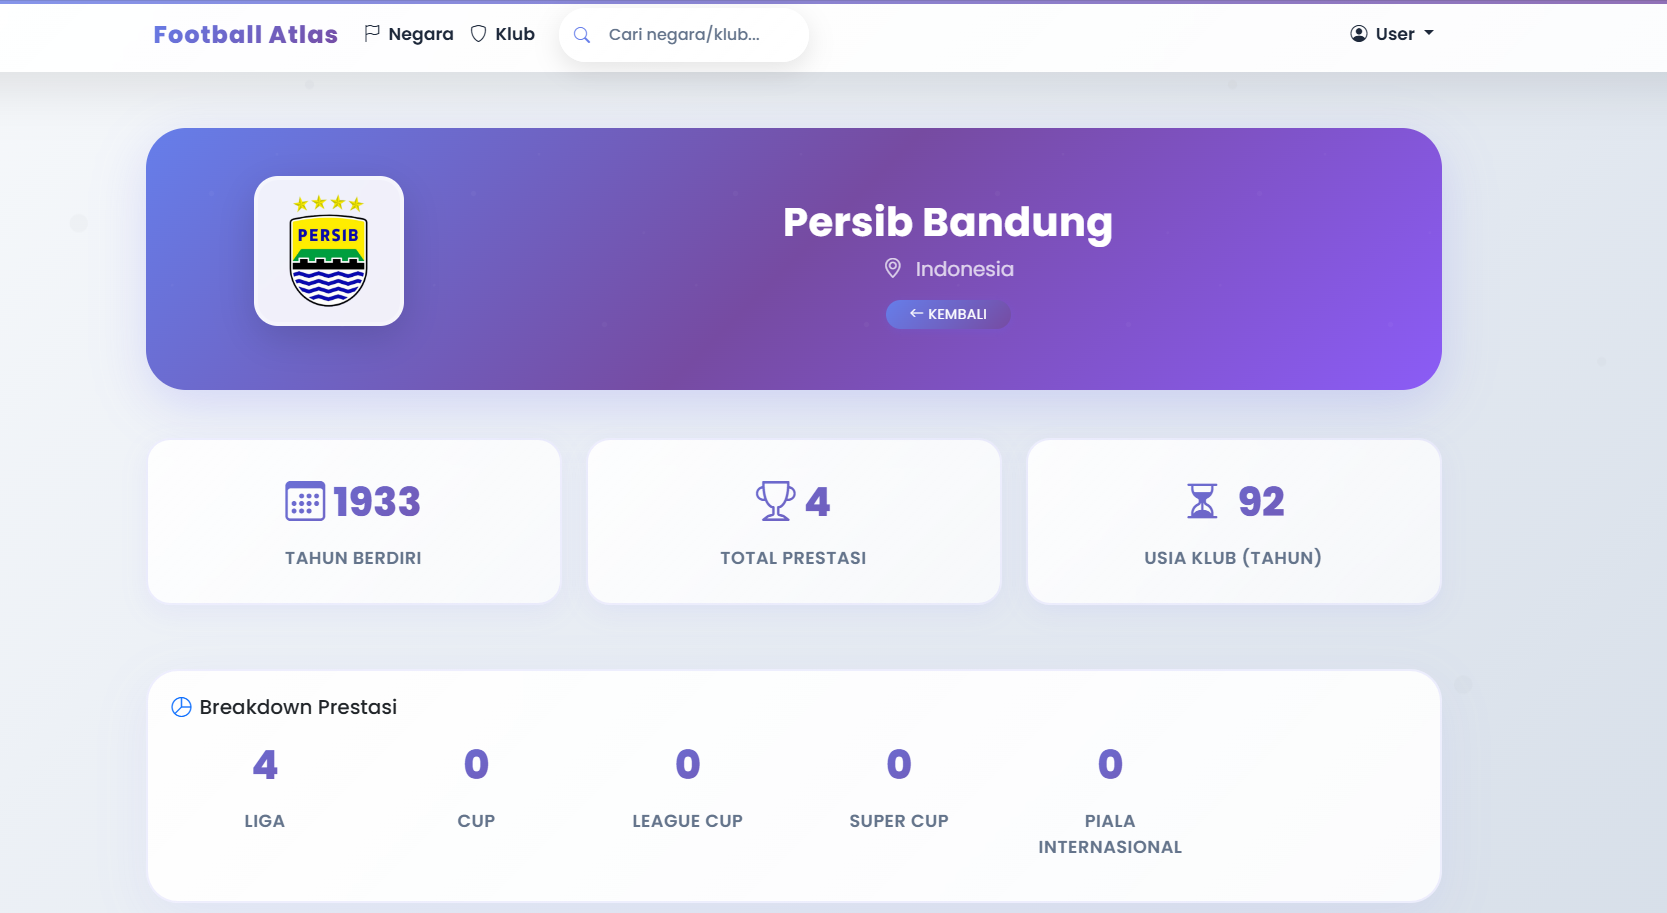 Football Atlas Negara Klub Cari negara/klub... User
PERSIB
Persib Bandung
Indonesia
← KEMBALI
1933
TAHUN BERDIRI
4
TOTAL PRESTASI
92
USIA KLUB (TAHUN)
Breakdown Prestasi
4
LIGA
0
CUP
0
LEAGUE CUP
0
SUPER CUP
0
PIALA
INTERNASIONAL